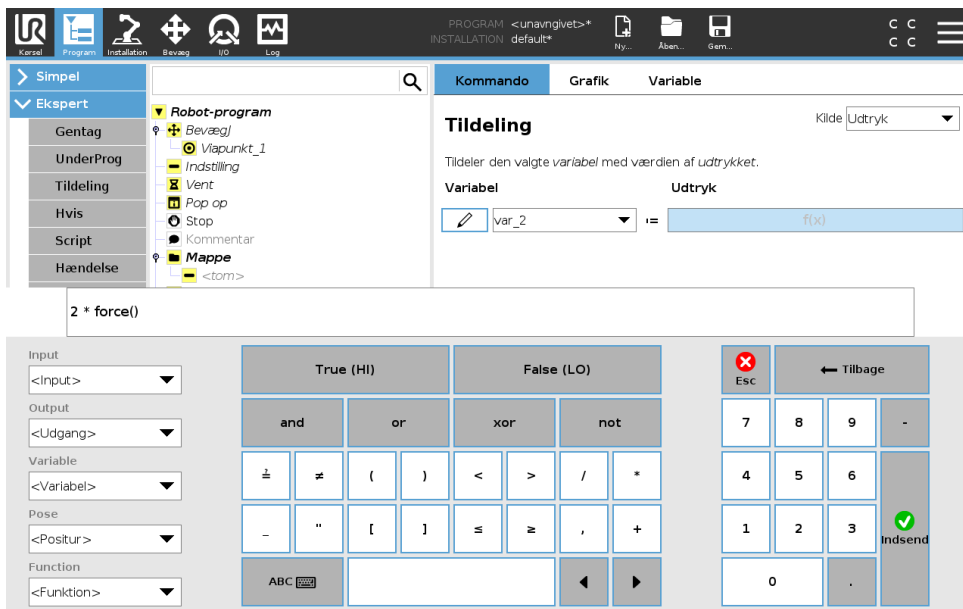 PROGRAM <unavngivet>*
INSTALLATION default*
Kørsel Program Installation Bevæg I/O Log Ny... Åben... Gem...
C C
C C
Simpel
Ekspert
Gentag
UnderProg
Tildeling
Hvis
Script
Hændelse
Robot-program
BevægJ
Viapunkt_1
Indstilling
Vent
Pop op
Stop
Kommentar
Mappe
<tom>
Kommando Grafik Variable
Tildeling
Kilde Udtryk
Tildeler den valgte variabel med værdien af udtrykket.
Variabel Udtryk
var_2 := f(x)
2 * force()
Input
<Input>
Output
<Udgang>
Variable
<Variabel>
Pose
<Positur>
Function
<Funktion>
True (HI) False (LO)
and or xor not
≟ ≠ ( ) < > / *
_ " [ ] ≤ ≥ , +
ABC
Esc Tilbage
7 8 9 -
4 5 6
1 2 3 Indsend
0 .